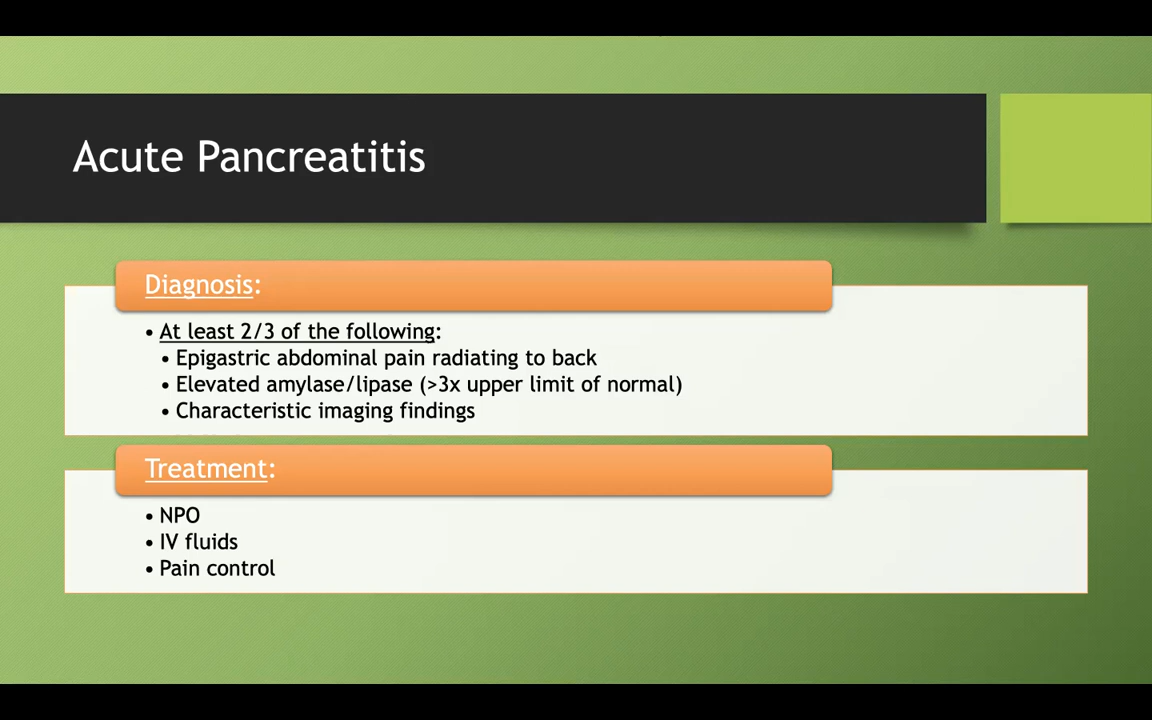 Acute Pancreatitis
Diagnosis:
• At least 2/3 of the following:
• Epigastric abdominal pain radiating to back
• Elevated amylase/lipase (>3x upper limit of normal)
• Characteristic imaging findings
Treatment:
• NPO
• IV fluids
• Pain control